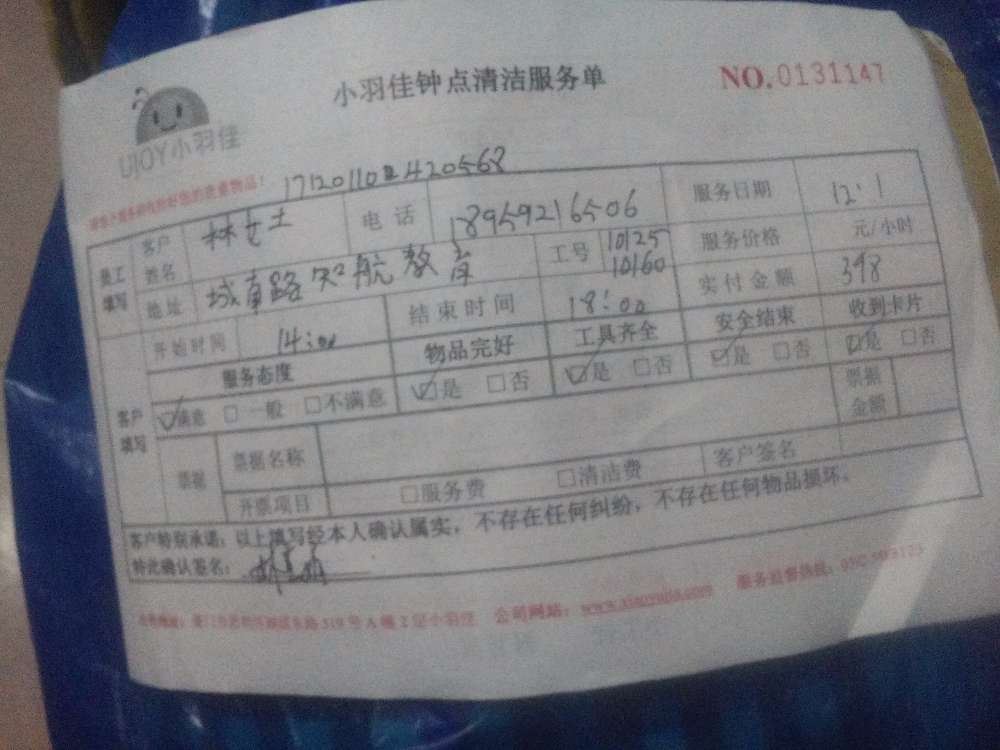 小羽佳钟点清洁服务单
NO.0131147
UJOY小羽佳
您的贵重物品!
客户姓名 林女士 电话 18959216506 服务日期 12.1
员工填写 地址 城南路知航教育 工号 10125 10160 服务价格 元/小时
开始时间 14:00 结束时间 18:00 实付金额 398
服务态度 物品完好 工具齐全 安全结束 收到卡片
客户填写 ☑满意 □一般 □不满意 ☑是 □否 ☑是 □否 ☑是 □否 ☑是 □否
票据 票据名称 票据金额
开票项目 □服务费 □清洁费 客户签名
客户特别承诺:以上填写经本人确认属实,不存在任何纠纷,不存在任何物品损坏。
特此确认签名:
公司网站: 服务监督热线: